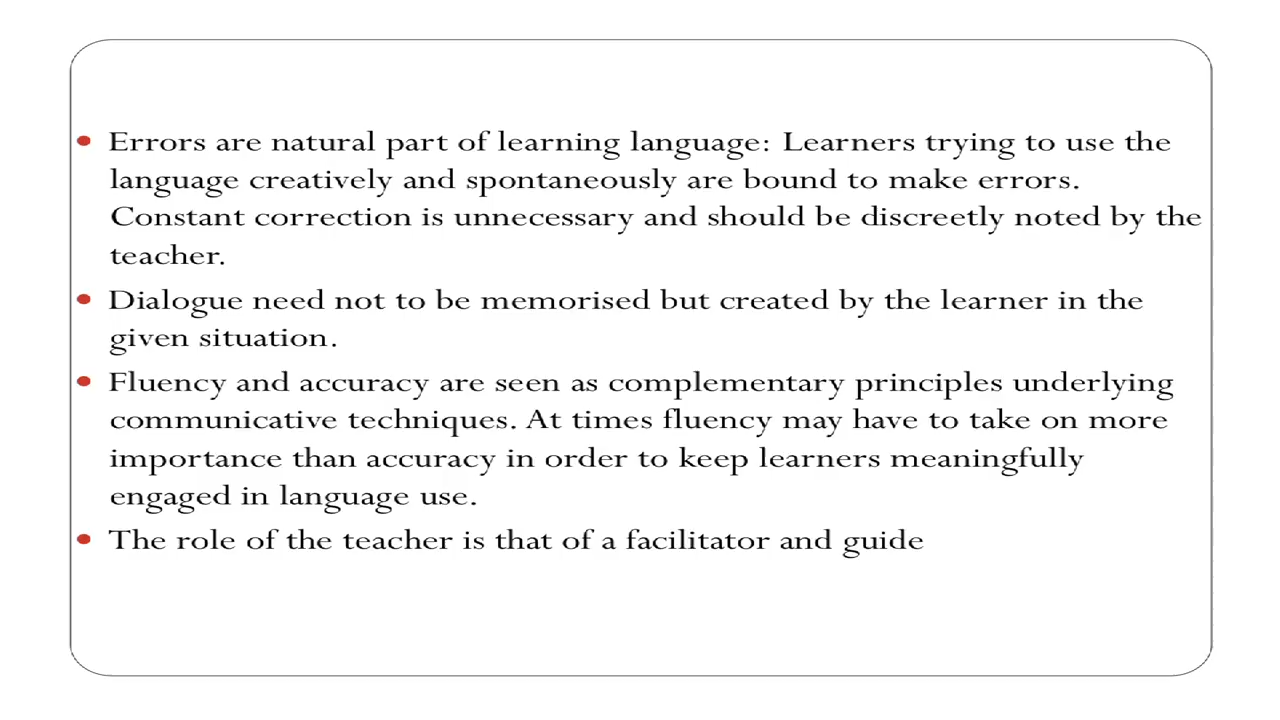 • Errors are natural part of learning language: Learners trying to use the
language creatively and spontaneously are bound to make errors.
Constant correction is unnecessary and should be discreetly noted by the
teacher.
• Dialogue need not to be memorised but created by the learner in the
given situation.
• Fluency and accuracy are seen as complementary principles underlying
communicative techniques. At times fluency may have to take on more
importance than accuracy in order to keep learners meaningfully
engaged in language use.
• The role of the teacher is that of a facilitator and guide